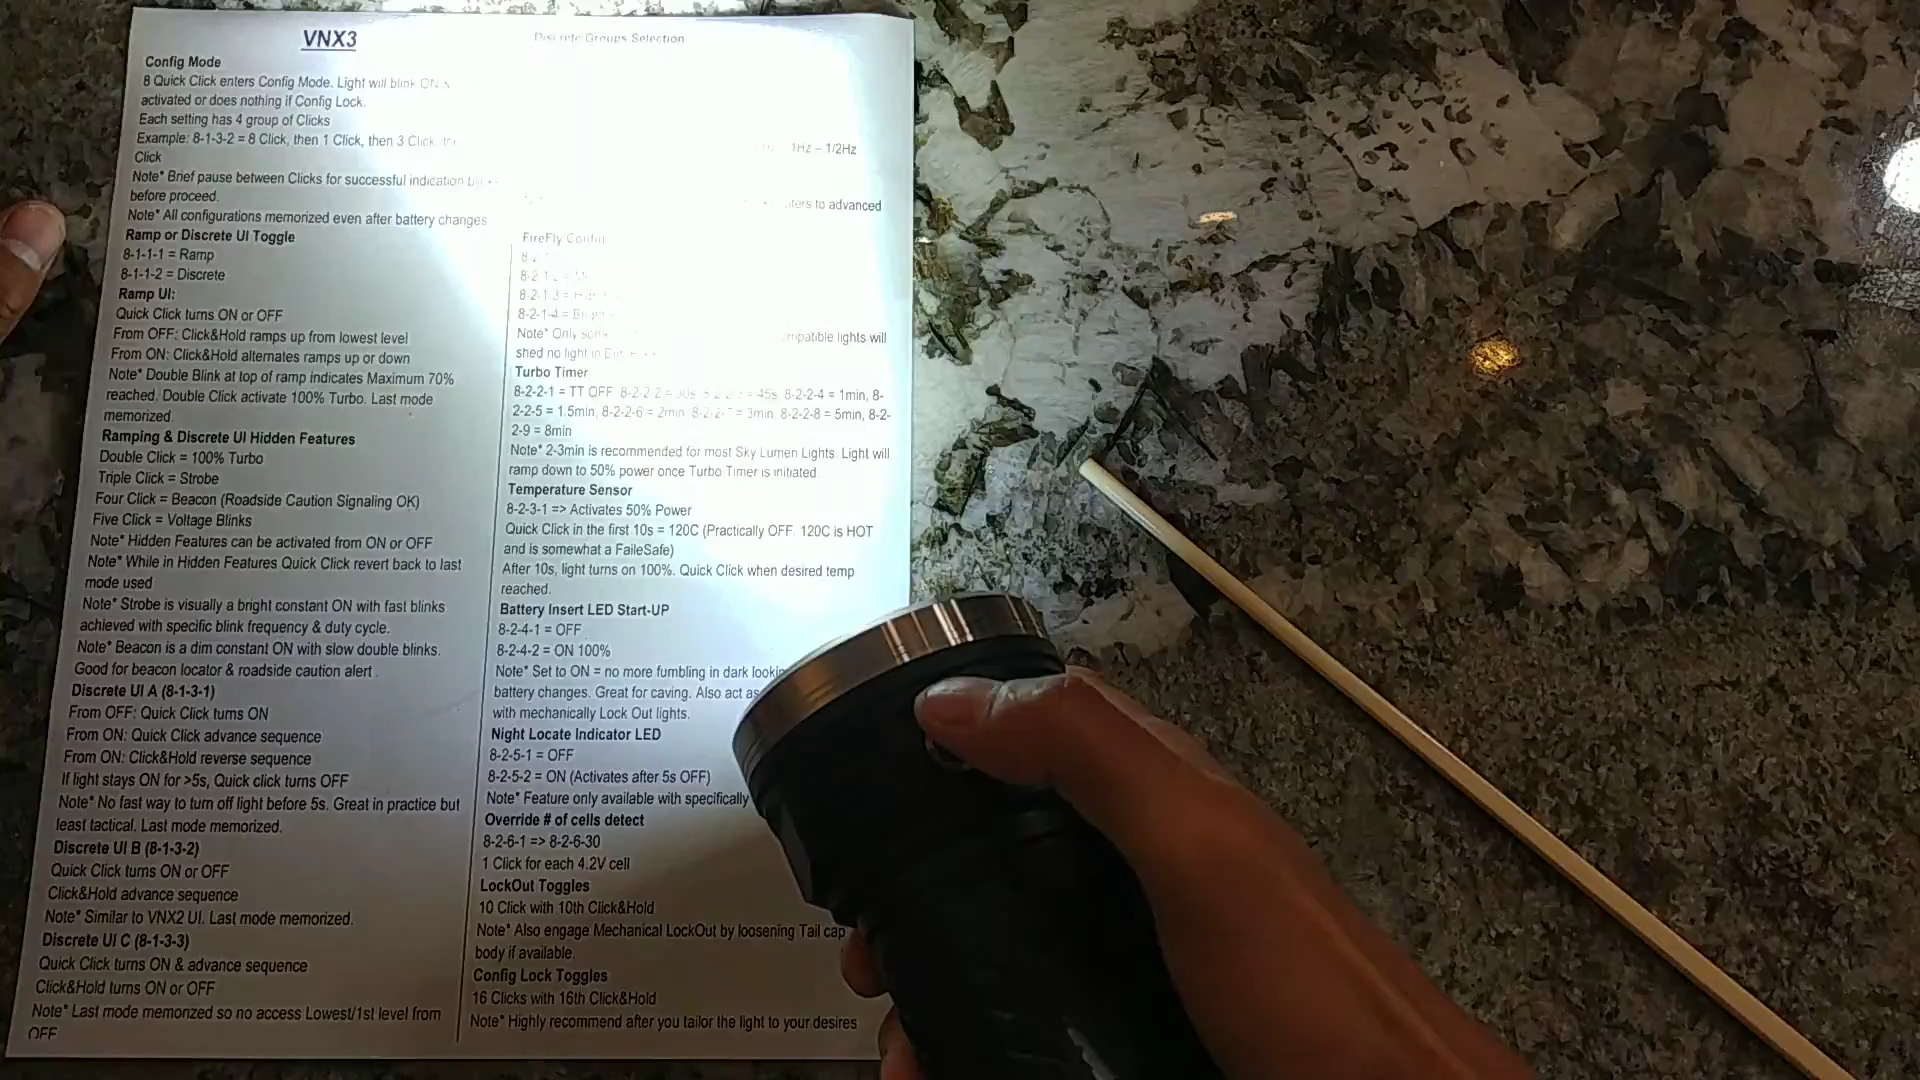 VNX3
Config Mode
8 Quick Click enters Config Mode. Light will blink ON
activated or does nothing if Config Lock.
Each setting has 4 group of Clicks
Example: 8-1-3-2 = 8 Click, then 1 Click, then 3 Click,
Click
Note* Brief pause between Clicks for successful indication
before proceed.
Note* All configurations memorized even after battery changes
Ramp or Discrete UI Toggle
8-1-1-1 = Ramp
8-1-1-2 = Discrete
Ramp UI:
Quick Click turns ON or OFF
From OFF: Click&Hold ramps up from lowest level
From ON: Click&Hold alternates ramps up or down
Note* Double Blink at top of ramp indicates Maximum 70%
reached. Double Click activate 100% Turbo. Last mode
memorized.
Ramping & Discrete UI Hidden Features
Double Click = 100% Turbo
Triple Click = Strobe
Four Click = Beacon (Roadside Caution Signaling OK)
Five Click = Voltage Blinks
Note* Hidden Features can be activated from ON or OFF
Note* While in Hidden Features Quick Click revert back to last
mode used
Note* Strobe is visually a bright constant ON with fast blinks
achieved with specific blink frequency & duty cycle.
Note* Beacon is a dim constant ON with slow double blinks.
Good for beacon locator & roadside caution alert.
Discrete UI A (8-1-3-1)
From OFF: Quick Click turns ON
From ON: Quick Click advance sequence
From ON: Click&Hold reverse sequence
If light stays ON for >5s, Quick click turns OFF
Note* No fast way to turn off light before 5s. Great in practice but
least tactical. Last mode memorized.
Discrete UI B (8-1-3-2)
Quick Click turns ON or OFF
Click&Hold advance sequence
Note* Similar to VNX2 UI. Last mode memorized.
Discrete UI C (8-1-3-3)
Quick Click turns ON & advance sequence
Click&Hold turns ON or OFF
Note* Last mode memorized so no access Lowest/1st level from
OFF
Discrete Groups Selection
1Hz – 1/2Hz
to advanced
FireFly Config
8-2-1-4 =
Note* Only lights will
shed no light in
Turbo Timer
8-2-2-1 = TT OFF 8-2-2-2 = 45s, 8-2-2-4 = 1min, 8-
2-2-5 = 1.5min, 8-2-2-6 = 2min, 8-2-2-7 = 3min, 8-2-2-8 = 5min, 8-2-
2-9 = 8min
Note* 2-3min is recommended for most Sky Lumen Lights. Light will
ramp down to 50% power once Turbo Timer is initiated.
Temperature Sensor
8-2-3-1 => Activates 50% Power
Quick Click in the first 10s = 120C (Practically OFF. 120C is HOT
and is somewhat a FaileSafe)
After 10s, light turns on 100%. Quick Click when desired temp
reached.
Battery Insert LED Start-UP
8-2-4-1 = OFF
8-2-4-2 = ON 100%
Note* Set to ON = no more fumbling in dark
battery changes. Great for caving. Also act as
with mechanically Lock Out lights.
Night Locate Indicator LED
8-2-5-1 = OFF
8-2-5-2 = ON (Activates after 5s OFF)
Note* Feature only available with specifically
Override # of cells detect
8-2-6-1 => 8-2-6-30
1 Click for each 4.2V cell
LockOut Toggles
10 Click with 10th Click&Hold
Note* Also engage Mechanical LockOut by loosening Tail cap
body if available.
Config Lock Toggles
16 Clicks with 16th Click&Hold
Note* Highly recommend after you tailor the light to your desires